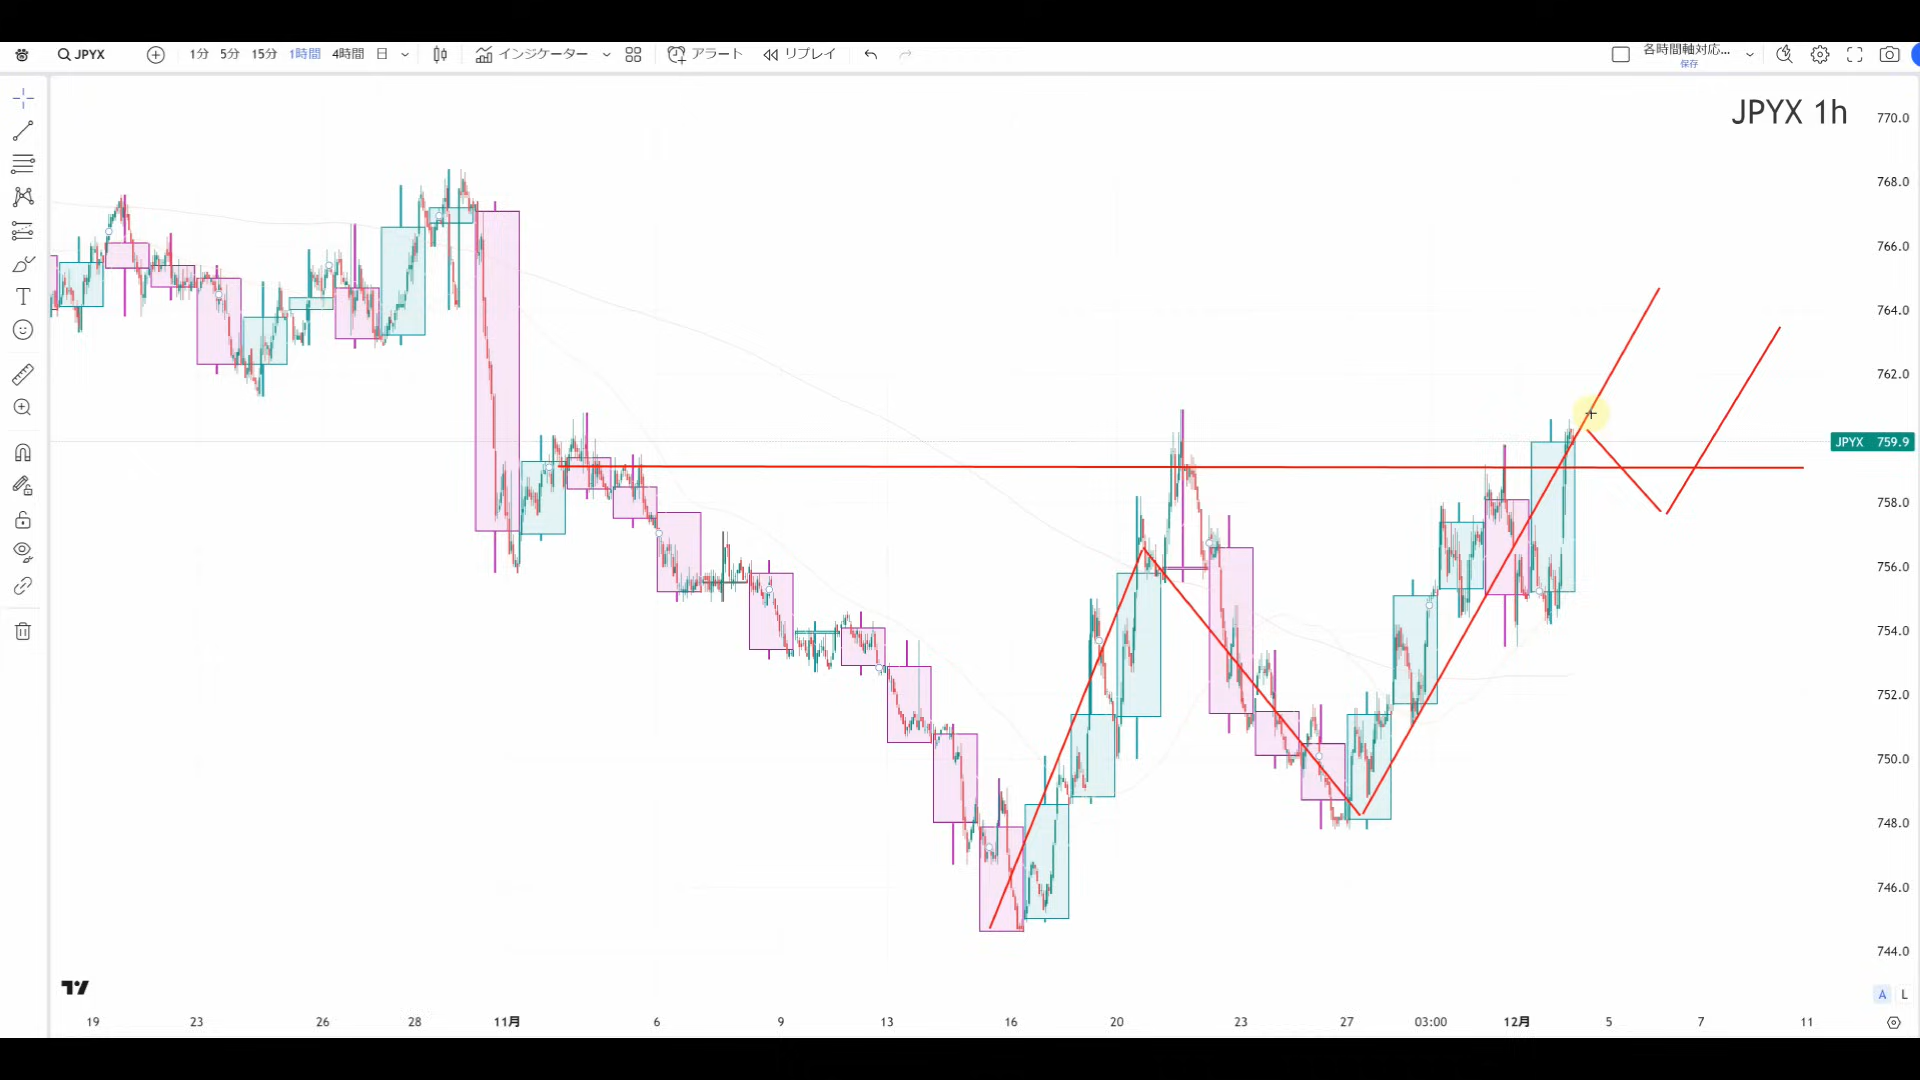 JPYX 1分 5分 15分 1時間 4時間 日 インジケーター アラート リプレイ 各時間軸対応...
保存
JPYX 1h
770.0
768.0
766.0
764.0
762.0
JPYX 759.9
758.0
756.0
754.0
752.0
750.0
748.0
746.0
744.0
A L
19 23 26 28 11月 6 9 13 16 20 23 27 03:00 12月 5 7 11